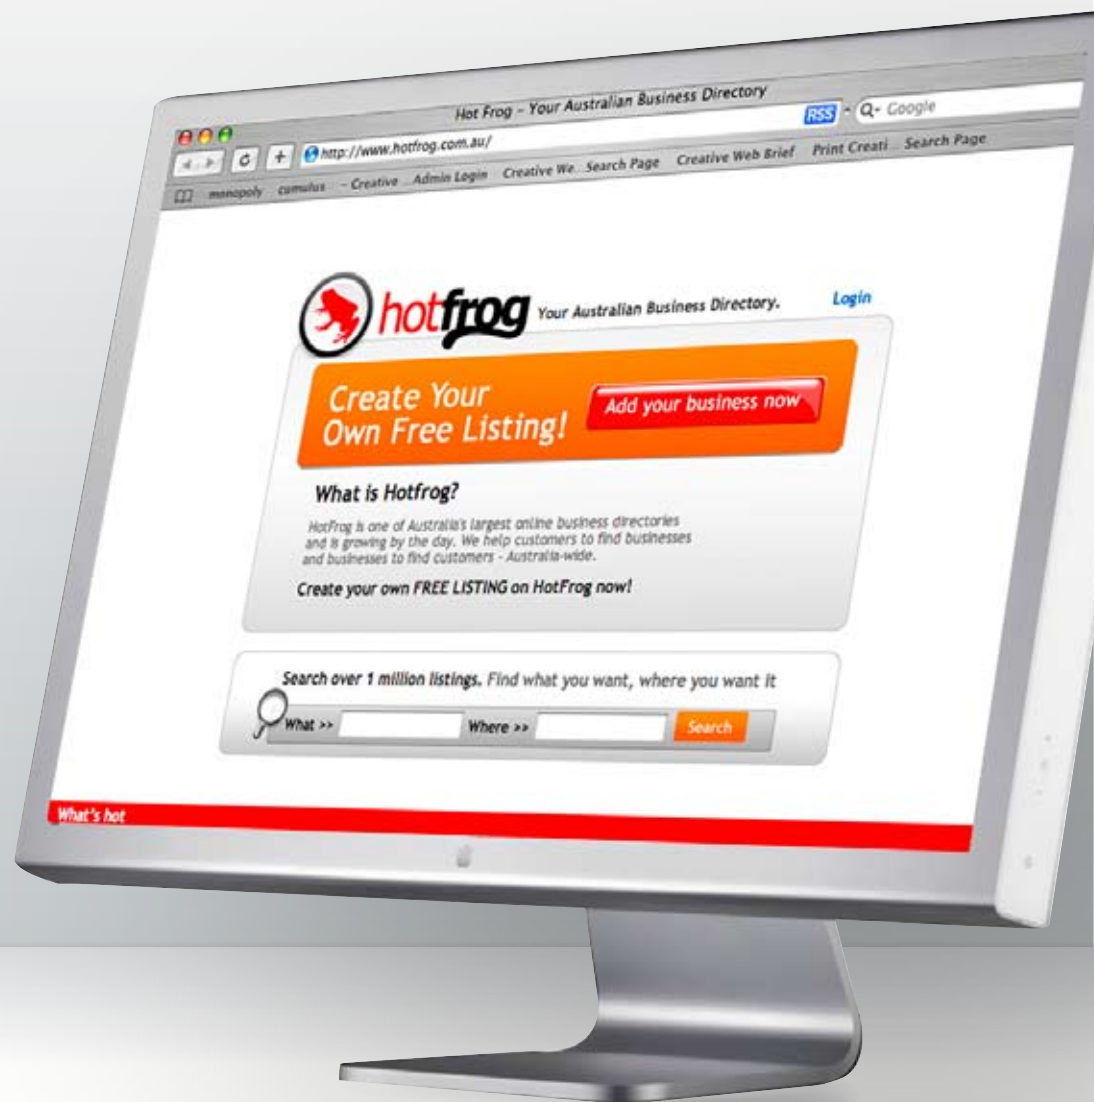 Hot Frog – Your Australian Business Directory
http://www.hotfrog.com.au/
RSS
Google
monopoly cumulus – Creative ...Admin Login Creative We...Search Page Creative Web Brief Print Creati...Search Page
hotfrog Your Australian Business Directory. Login
Create Your
Own Free Listing!
Add your business now
What is Hotfrog?
HotFrog is one of Australia's largest online business directories
and is growing by the day. We help customers to find businesses
and businesses to find customers - Australia-wide.
Create your own FREE LISTING on HotFrog now!
Search over 1 million listings. Find what you want, where you want it
What >> Where >> Search
What's hot